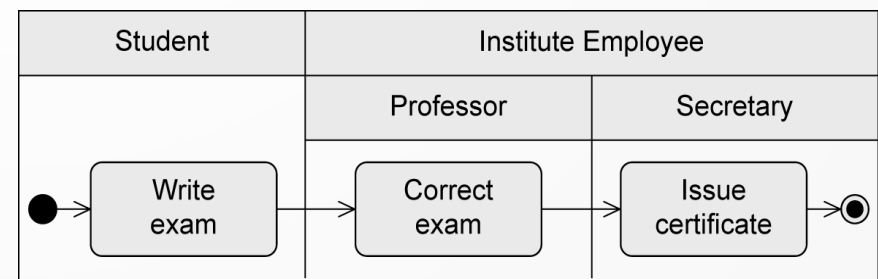 Student
Institute Employee
Professor
Secretary
Write
exam
Correct
exam
Issue
certificate